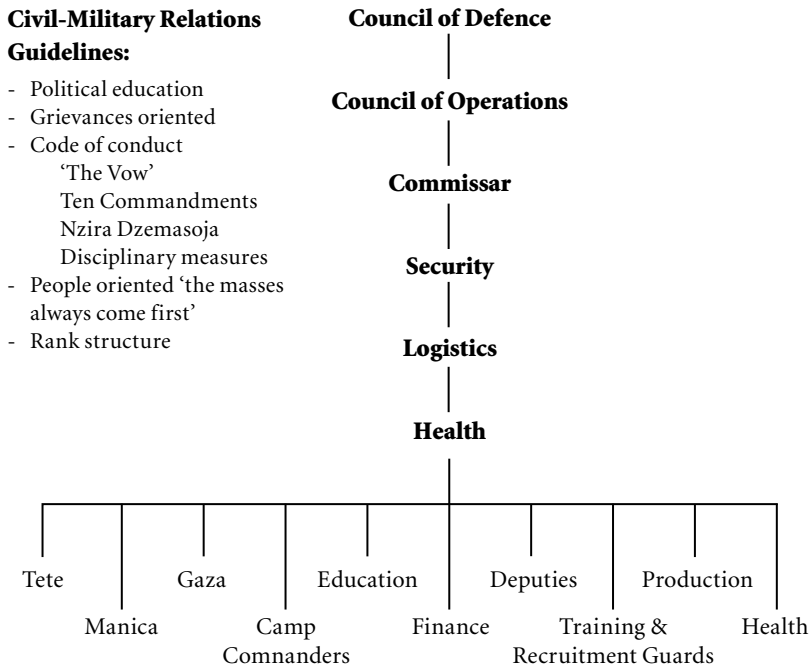 Civil-Military Relations
Guidelines:
- Political education
- Grievances oriented
- Code of conduct
‘The Vow’
Ten Commandments
Nzira Dzemasoja
Disciplinary measures
- People oriented ‘the masses
always come first’
- Rank structure
Council of Defence
Council of Operations
Commissar
Security
Logistics
Health
Tete
Gaza
Education
Deputies
Production
Manica
Camp
Comnanders
Finance
Training &
Recruitment Guards
Health